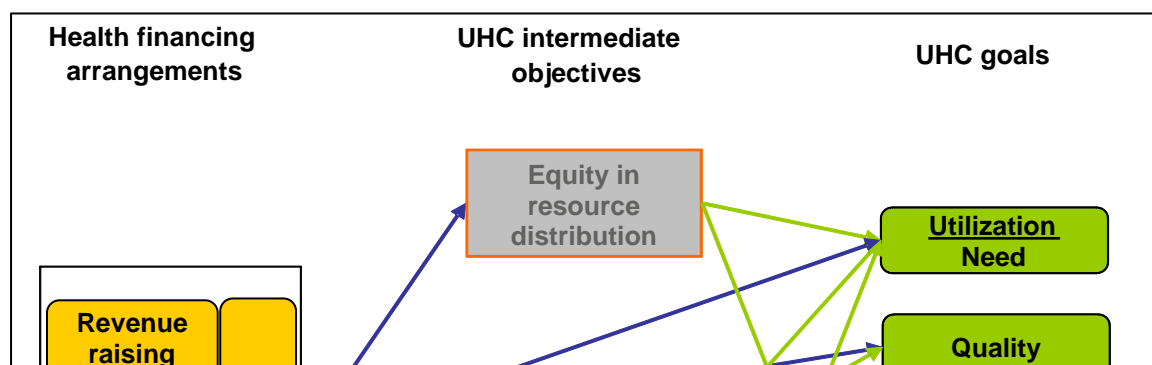 Health financing
arrangements
UHC intermediate
objectives
UHC goals
Equity in
resource
distribution
Utilization
Need
Revenue
raising
Quality